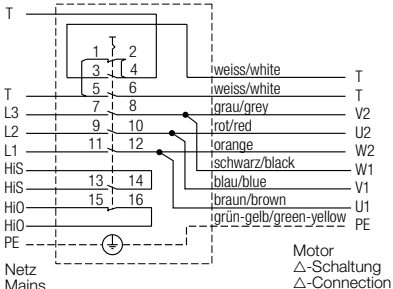 T
1 2
3 4
weiss/white T
T 5 6 weiss/white T
L3 7 8 grau/grey V2
L2 9 10 rot/red U2
L1 11 12 orange W2
HiS schwarz/black W1
HiS 13 14 blau/blue V1
HiO 15 16 braun/brown U1
HiO grün-gelb/green-yellow PE
PE
Netz Motor
Mains △-Schaltung
△-Connection